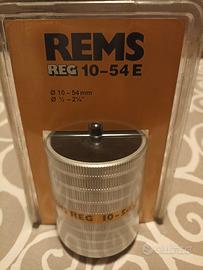 REMS
REG 10–54 E
Ø 10 – 54 mm
Ø ½ – 2⅛"
REG 10-54